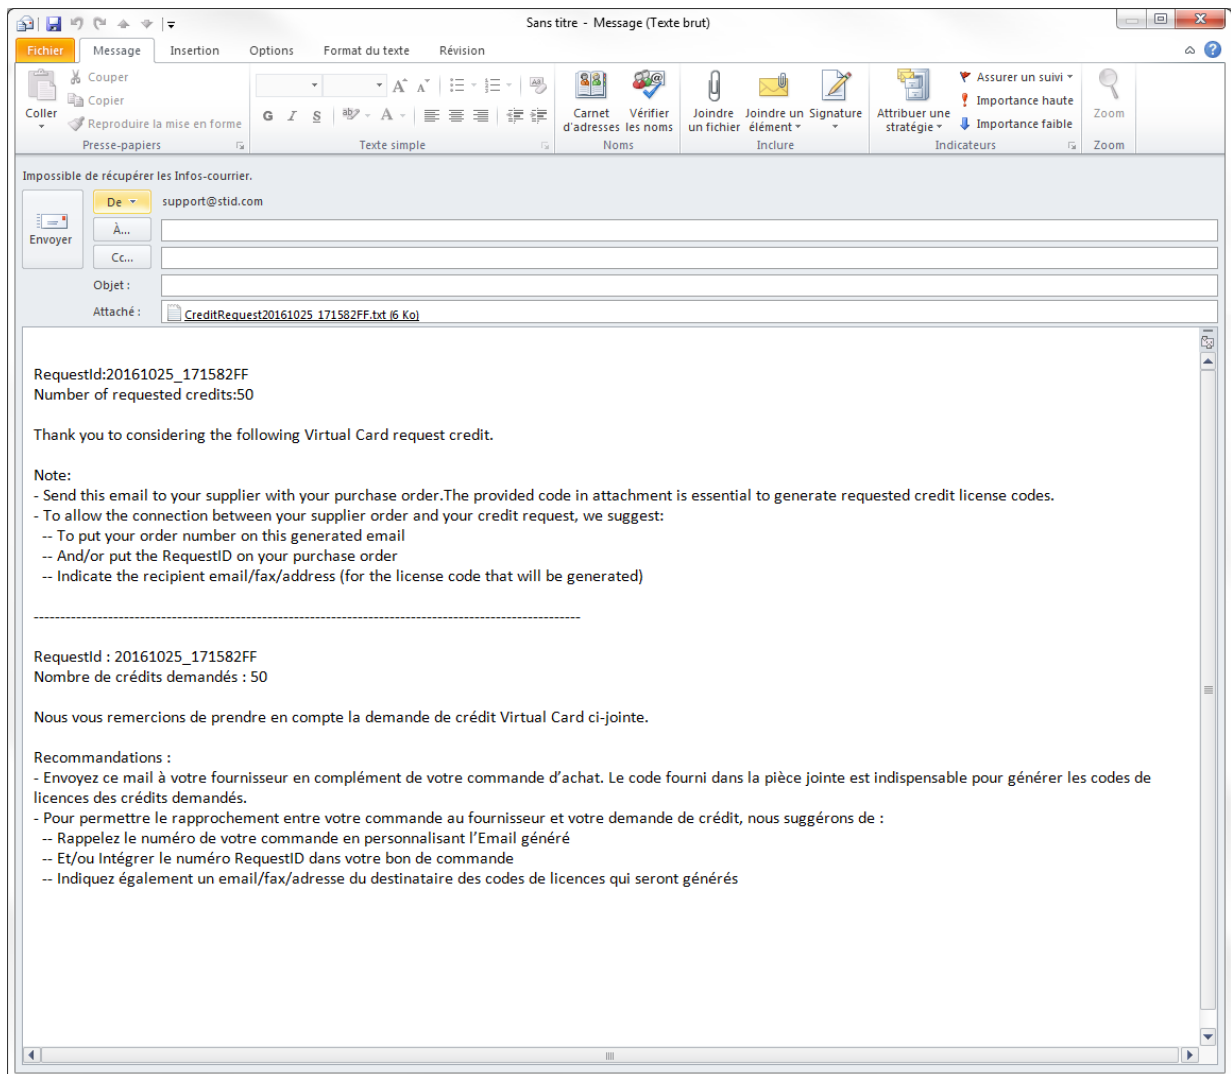 Sans titre - Message (Texte brut)
Fichier Message Insertion Options Format du texte Révision
Couper
Copier
Coller
Reproduire la mise en forme
Presse-papiers
G I S
Texte simple
Carnet d'adresses
Vérifier les noms
Noms
Joindre un fichier
Joindre un élément
Signature
Inclure
Attribuer une stratégie
Assurer un suivi
Importance haute
Importance faible
Indicateurs
Zoom
Zoom
Impossible de récupérer les Infos-courrier.
Envoyer
De support@stid.com
À...
Cc...
Objet :
Attaché : CreditRequest20161025_171582FF.txt (6 Ko)
RequestId:20161025_171582FF
Number of requested credits:50
Thank you to considering the following Virtual Card request credit.
Note:
- Send this email to your supplier with your purchase order.The provided code in attachment is essential to generate requested credit license codes.
- To allow the connection between your supplier order and your credit request, we suggest:
-- To put your order number on this generated email
-- And/or put the RequestID on your purchase order
-- Indicate the recipient email/fax/address (for the license code that will be generated)
-----------------------------------------------------------------------------------------------------
RequestId : 20161025_171582FF
Nombre de crédits demandés : 50
Nous vous remercions de prendre en compte la demande de crédit Virtual Card ci-jointe.
Recommandations :
- Envoyez ce mail à votre fournisseur en complément de votre commande d'achat. Le code fourni dans la pièce jointe est indispensable pour générer les codes de
licences des crédits demandés.
- Pour permettre le rapprochement entre votre commande au fournisseur et votre demande de crédit, nous suggérons de :
-- Rappelez le numéro de votre commande en personnalisant l'Email généré
-- Et/ou Intégrer le numéro RequestID dans votre bon de commande
-- Indiquez également un email/fax/adresse du destinataire des codes de licences qui seront générés